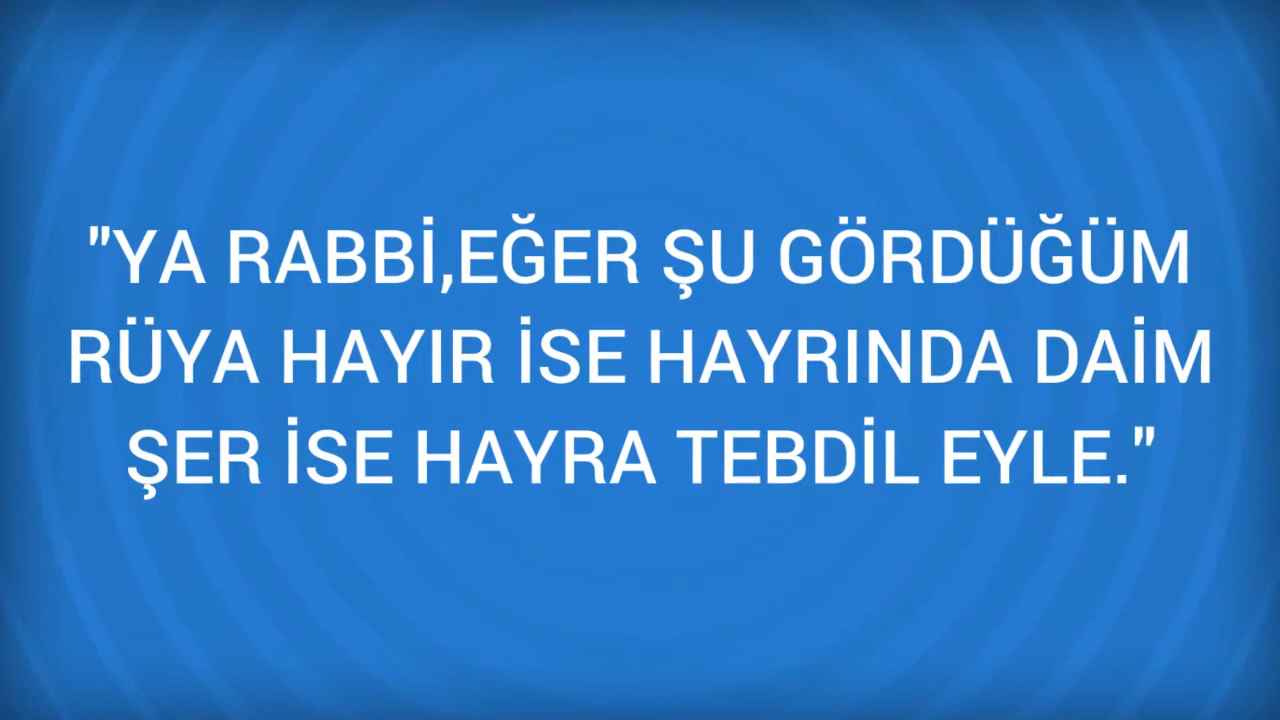 "YA RABBİ,EĞER ŞU GÖRDÜĞÜM
RÜYA HAYIR İSE HAYRINDA DAİM
ŞER İSE HAYRA TEBDİL EYLE."